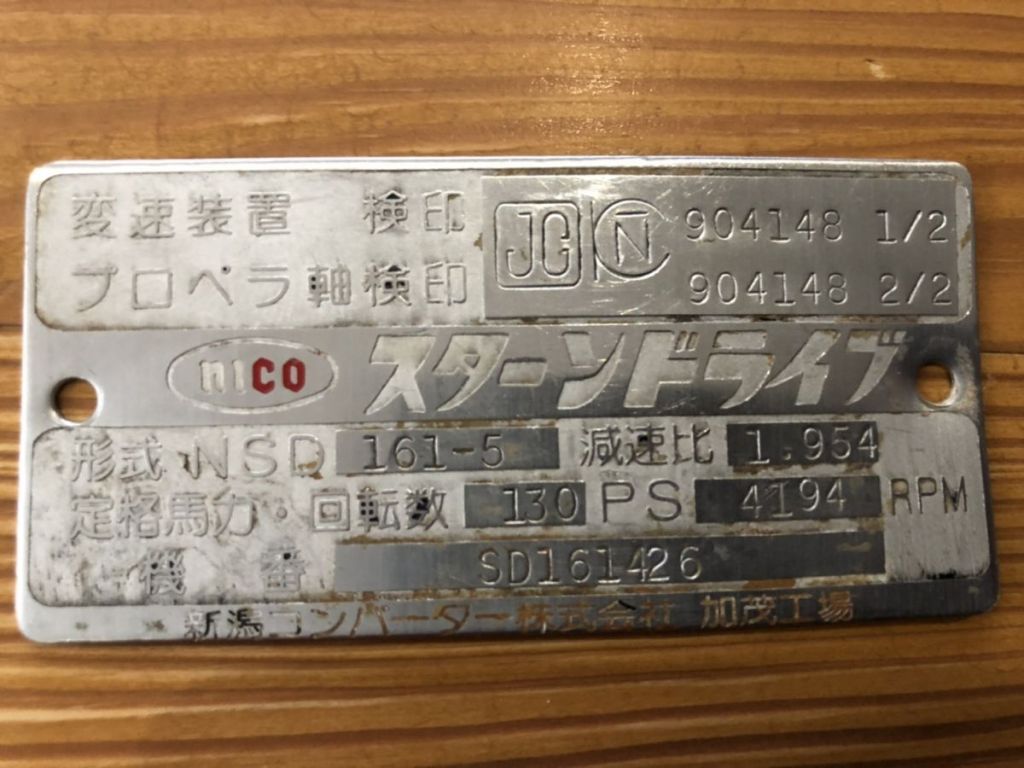 変速装置 検印 JG N 904148 1/2
プロペラ軸検印 904148 2/2
nico スターンドライブ
形式 NSD 161-5 減速比 1.954
定格馬力・回転数 130 PS 4194 RPM
機番 SD161426
新潟コンバーター株式会社 加茂工場